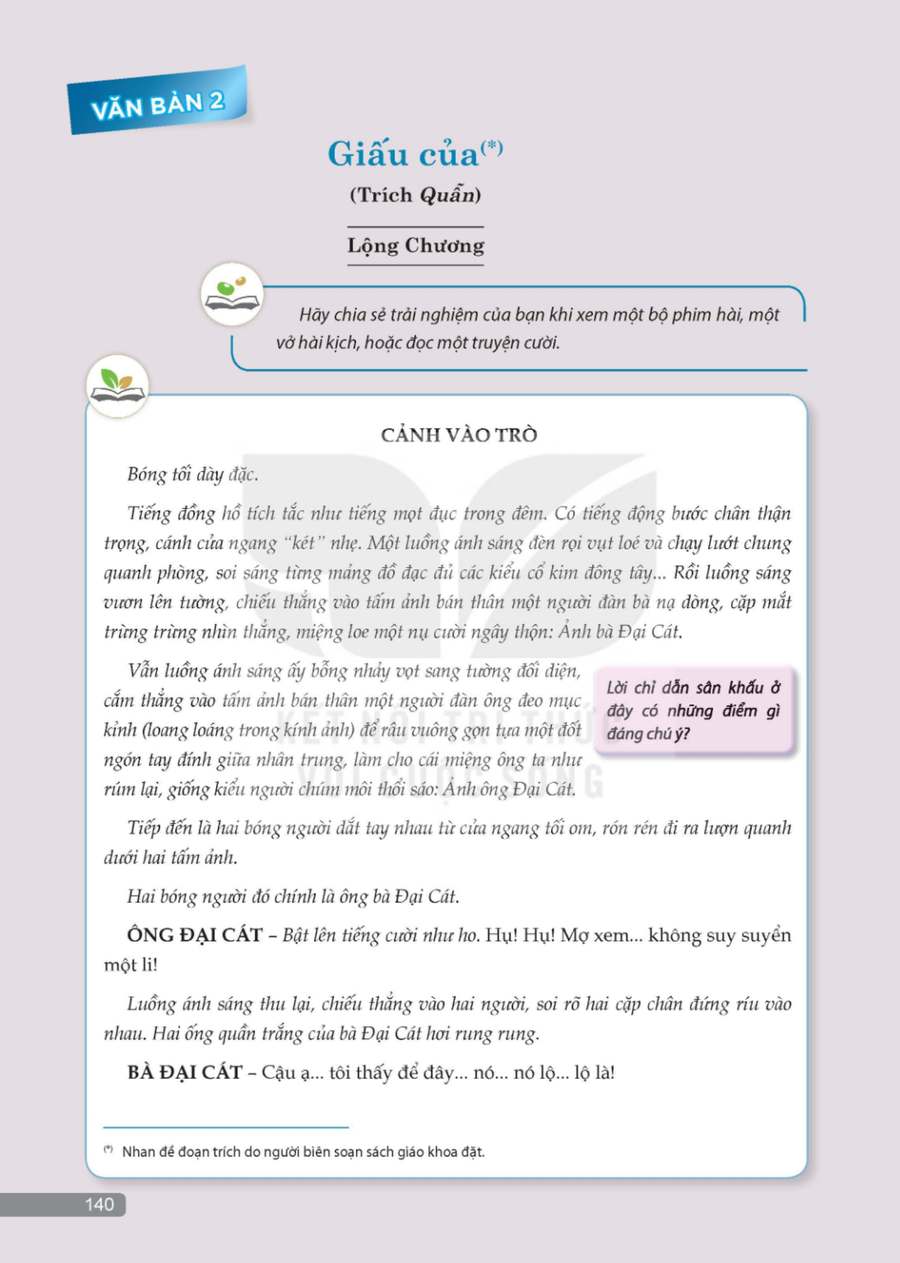 VĂN BẢN 2
Giấu của(*)
(Trích Quẫn)
Lộng Chương
Hãy chia sẻ trải nghiệm của bạn khi xem một bộ phim hài, một
vở hài kịch, hoặc đọc một truyện cười.
CẢNH VÀO TRÒ
Bóng tối dày đặc.
Tiếng đồng hồ tích tắc như tiếng mọt đục trong đêm. Có tiếng động bước chân thận
trọng, cánh cửa ngang “két” nhẹ. Một luồng ánh sáng đèn rọi vụt loé và chạy lướt chung
quanh phòng, soi sáng từng mảng đồ đạc đủ các kiểu cổ kim đông tây... Rồi luồng sáng
vươn lên tường, chiếu thẳng vào tấm ảnh bán thân một người đàn bà nạ dòng, cặp mắt
trừng trừng nhìn thẳng, miệng loe một nụ cười ngây thộn: Ảnh bà Đại Cát.
Vẫn luồng ánh sáng ấy bỗng nhảy vọt sang tường đối diện,
cắm thẳng vào tấm ảnh bán thân một người đàn ông đeo mục
kỉnh (loang loáng trong kính ảnh) để râu vuông gọn tựa một đốt
ngón tay đính giữa nhân trung, làm cho cái miệng ông ta như
rúm lại, giống kiểu người chúm môi thổi sáo: Ảnh ông Đại Cát.
Lời chỉ dẫn sân khấu ở
đây có những điểm gì
đáng chú ý?
Tiếp đến là hai bóng người dắt tay nhau từ cửa ngang tối om, rón rén đi ra lượn quanh
dưới hai tấm ảnh.
Hai bóng người đó chính là ông bà Đại Cát.
ÔNG ĐẠI CÁT – Bật lên tiếng cười như ho. Hụ! Hụ! Mợ xem... không suy suyển
một li!
Luồng ánh sáng thu lại, chiếu thẳng vào hai người, soi rõ hai cặp chân đứng ríu vào
nhau. Hai ống quần trắng của bà Đại Cát hơi rung rung.
BÀ ĐẠI CÁT – Cậu ạ... tôi thấy để đây... nó... nó lộ... lộ là!
(*) Nhan đề đoạn trích do người biên soạn sách giáo khoa đặt.
140
KẾT NỐI TRI THỨC
VỚI CUỘC SỐNG